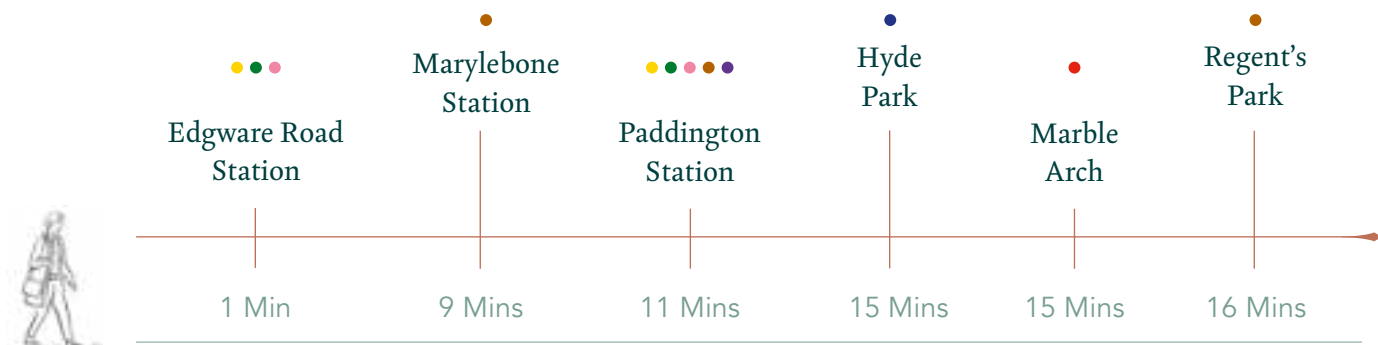 Edgware Road
Station
Marylebone
Station
Paddington
Station
Hyde
Park
Marble
Arch
Regent’s
Park
1 Min
9 Mins
11 Mins
15 Mins
15 Mins
16 Mins